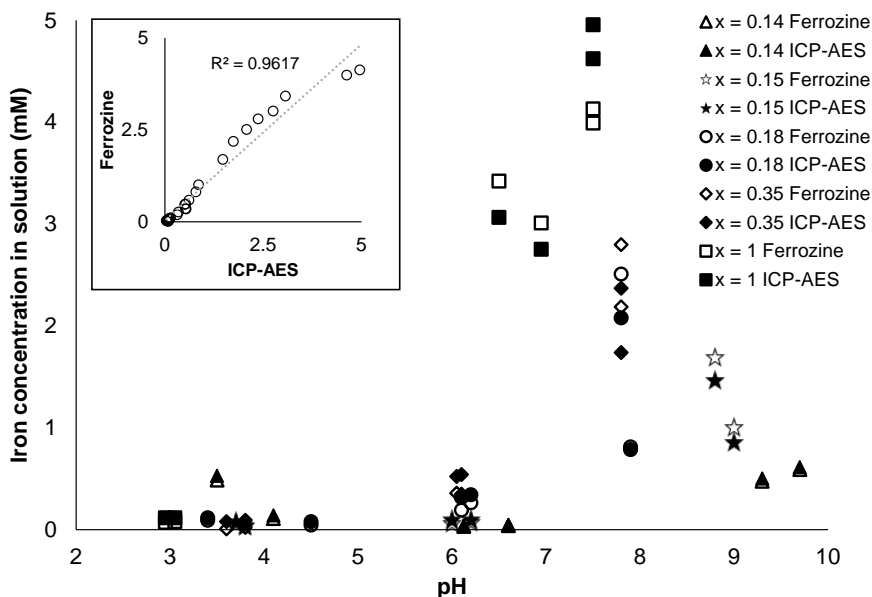 5
4
3
2
1
0
Iron concentration in solution (mM)
2
3
4
5
6
7
8
9
10
pH
5
2.5
0
Ferrozine
R² = 0.9617
0
2.5
5
ICP-AES
x = 0.14 Ferrozine
x = 0.14 ICP-AES
x = 0.15 Ferrozine
x = 0.15 ICP-AES
x = 0.18 Ferrozine
x = 0.18 ICP-AES
x = 0.35 Ferrozine
x = 0.35 ICP-AES
x = 1 Ferrozine
x = 1 ICP-AES